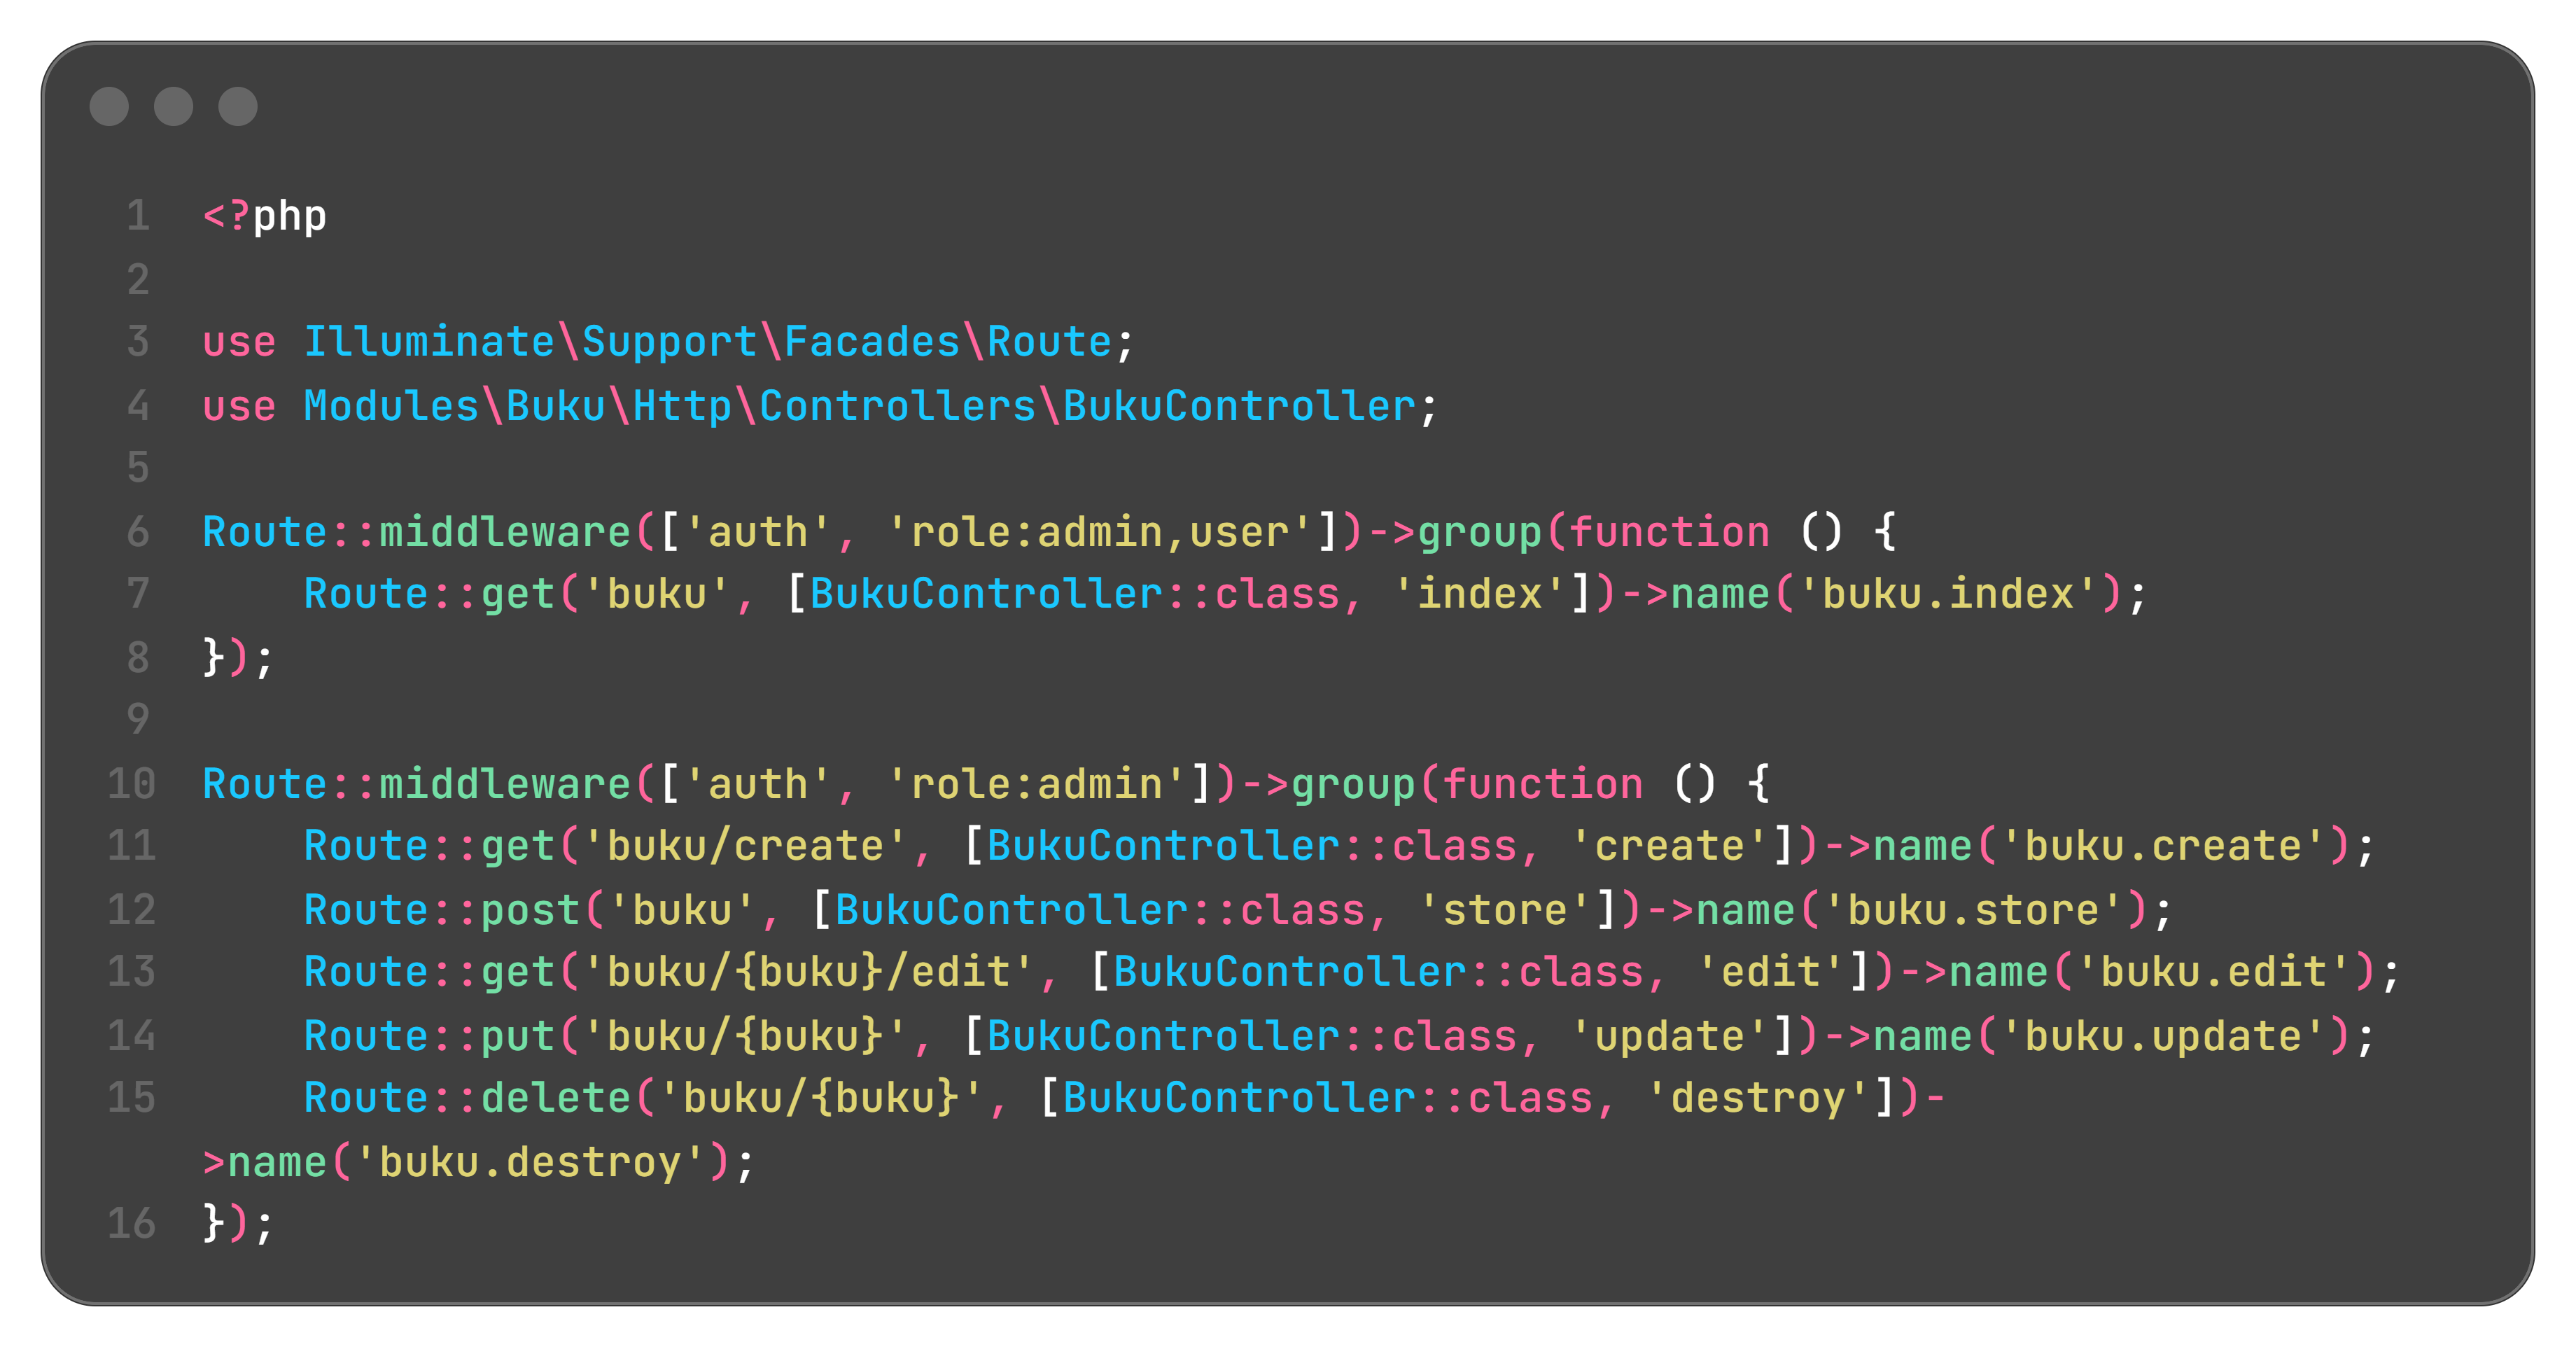 1 <?php
2
3 use Illuminate\Support\Facades\Route;
4 use Modules\Buku\Http\Controllers\BukuController;
5
6 Route::middleware(['auth', 'role:admin,user'])->group(function () {
7     Route::get('buku', [BukuController::class, 'index'])->name('buku.index');
8 });
9
10 Route::middleware(['auth', 'role:admin'])->group(function () {
11     Route::get('buku/create', [BukuController::class, 'create'])->name('buku.create');
12     Route::post('buku', [BukuController::class, 'store'])->name('buku.store');
13     Route::get('buku/{buku}/edit', [BukuController::class, 'edit'])->name('buku.edit');
14     Route::put('buku/{buku}', [BukuController::class, 'update'])->name('buku.update');
15     Route::delete('buku/{buku}', [BukuController::class, 'destroy'])-
>name('buku.destroy');
16 });